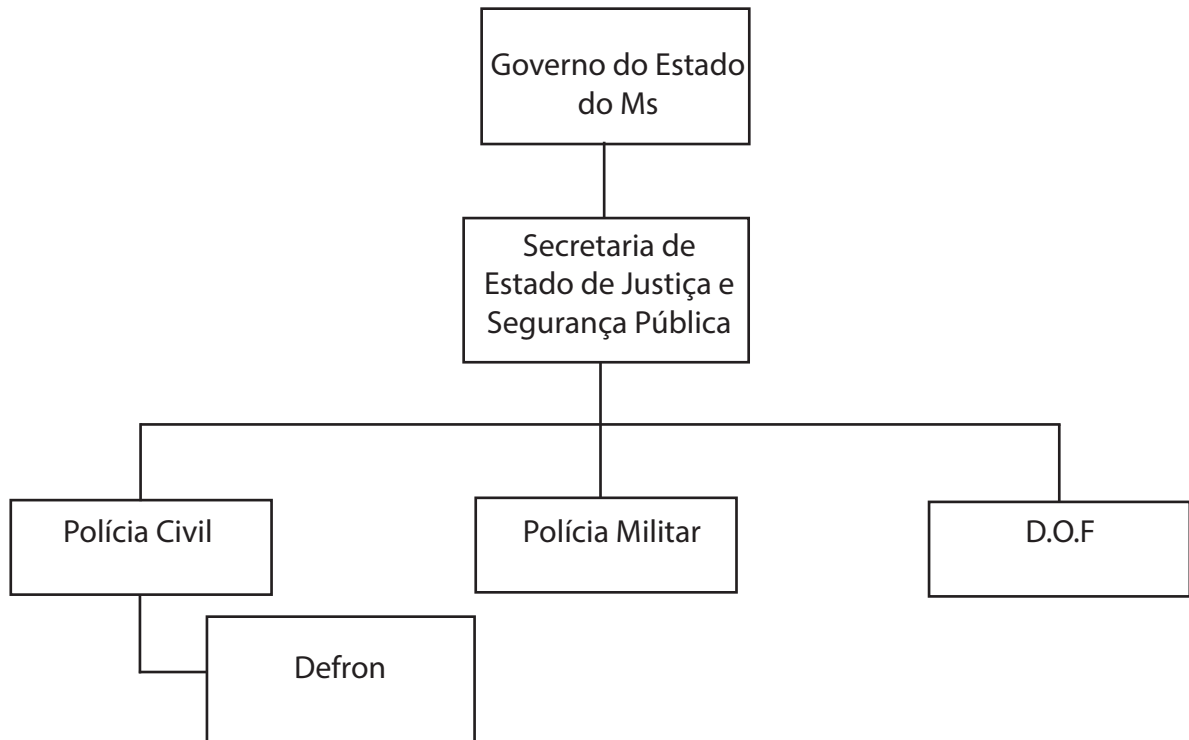 Governo do Estado
do Ms
Secretaria de
Estado de Justiça e
Segurança Pública
Polícia Civil
Polícia Militar
D.O.F
Defron